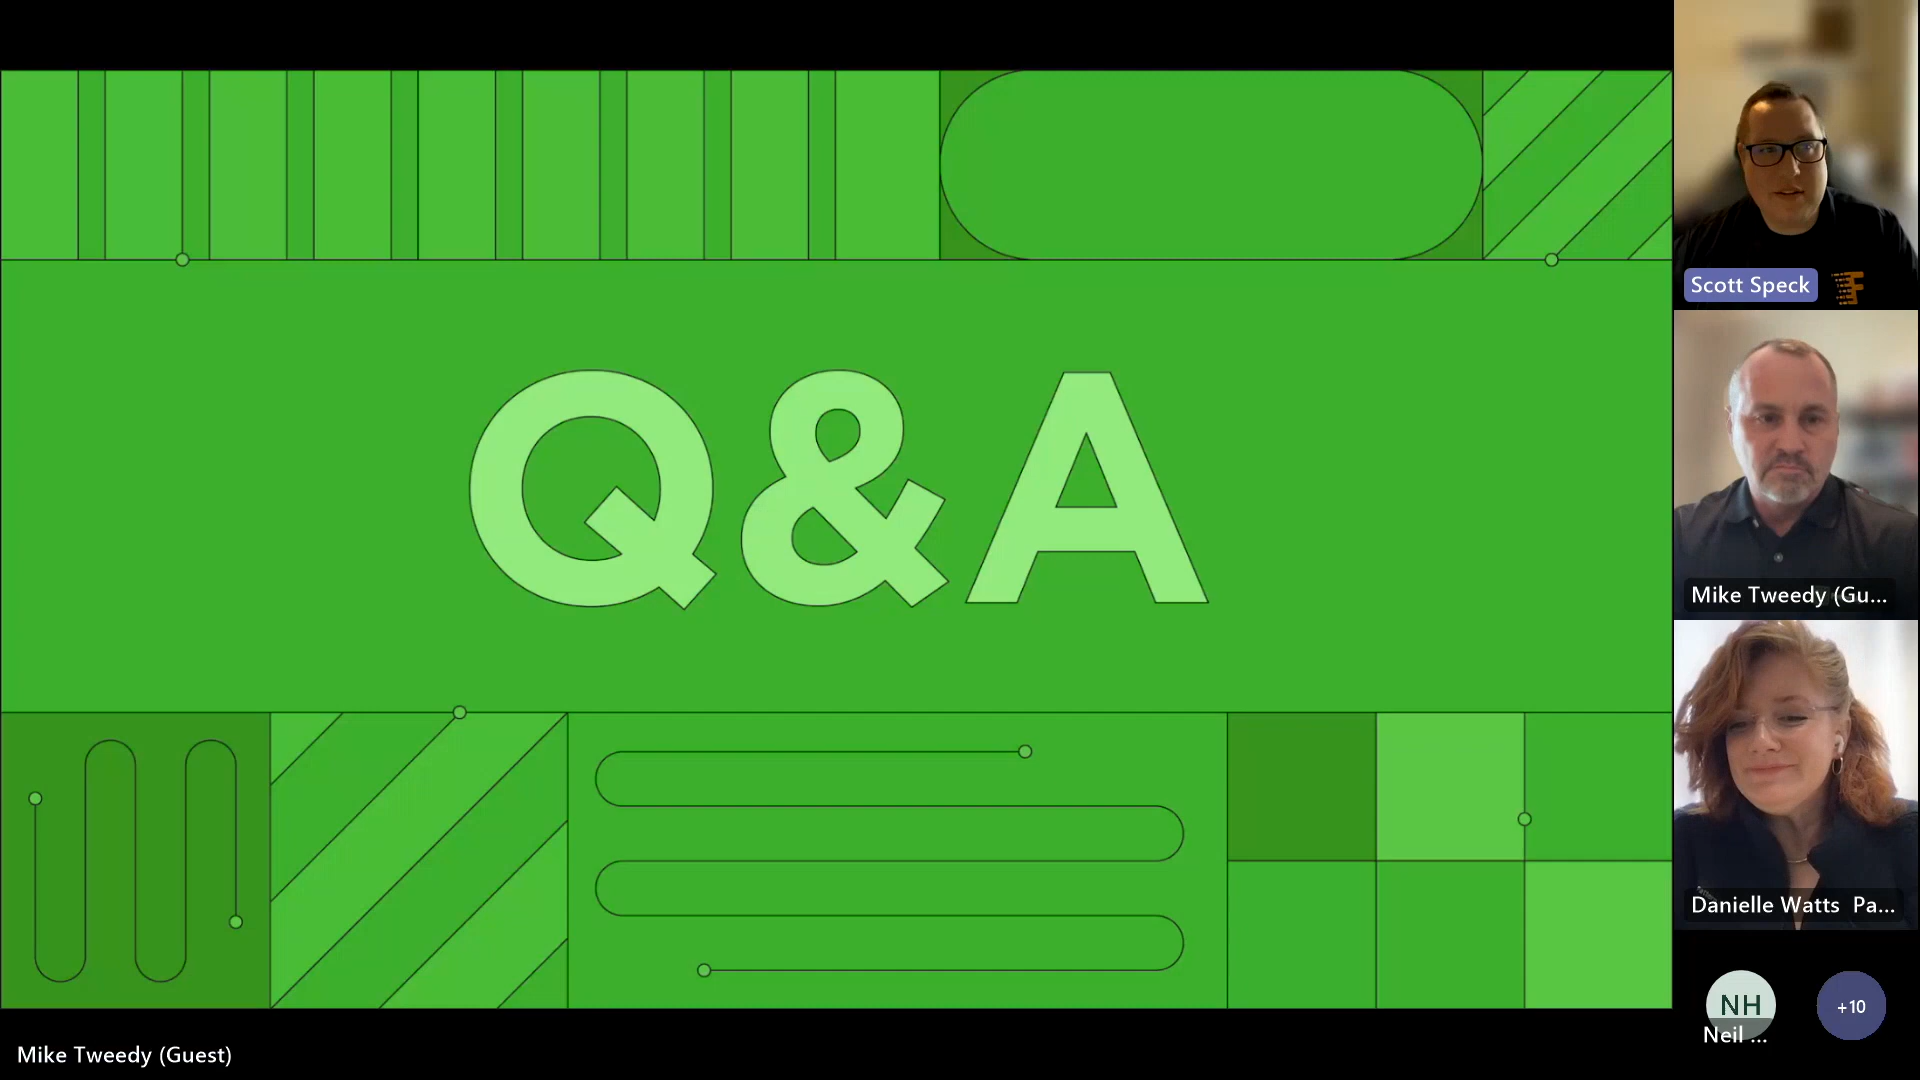 Q&A
Scott Speck
Mike Tweedy (Gu...
Danielle Watts Pa...
NH
Neil ...
+10
Mike Tweedy (Guest)